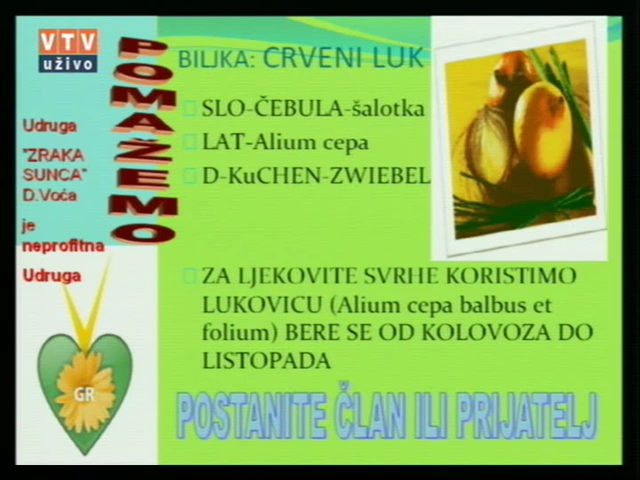 VTV
uživo
POMAŽEMO
Udruga
"ZRAKA
SUNCA"
D.Voća
je
neprofitna
Udruga
GR
BILJKA: CRVENI LUK
SLO-ČEBULA-šalotka
LAT-Alium cepa
D-KuCHEN-ZWIEBEL
ZA LJEKOVITE SVRHE KORISTIMO
LUKOVICU (Alium cepa balbus et
folium) BERE SE OD KOLOVOZA DO
LISTOPADA
POSTANITE ČLAN ILI PRIJATELJ